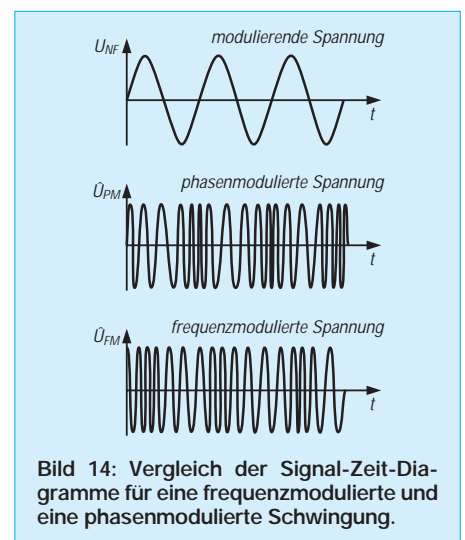 modulierende Spannung
U_NF
t
phasenmodulierte Spannung
Û_PM
t
frequenzmodulierte Spannung
Û_FM
t
Bild 14: Vergleich der Signal-Zeit-Dia-
gramme für eine frequenzmodulierte und
eine phasenmodulierte Schwingung.